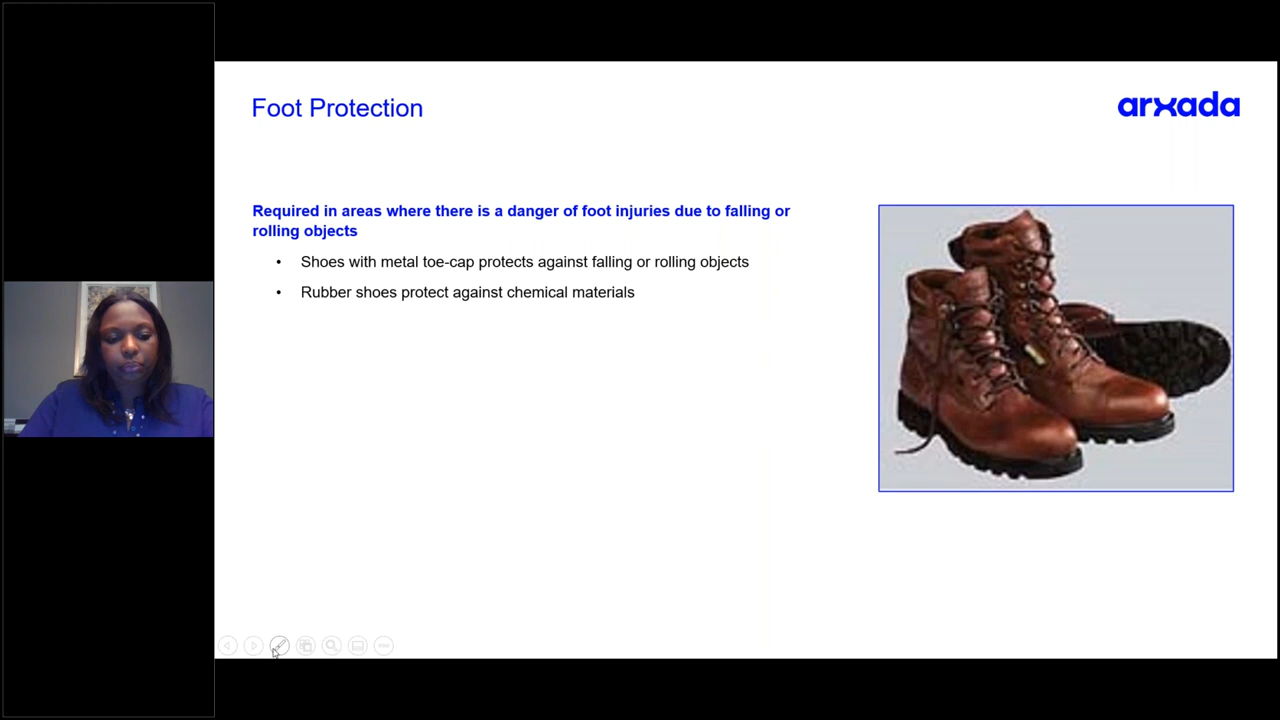 Foot Protection
arxada
Required in areas where there is a danger of foot injuries due to falling or
rolling objects
• Shoes with metal toe-cap protects against falling or rolling objects
• Rubber shoes protect against chemical materials